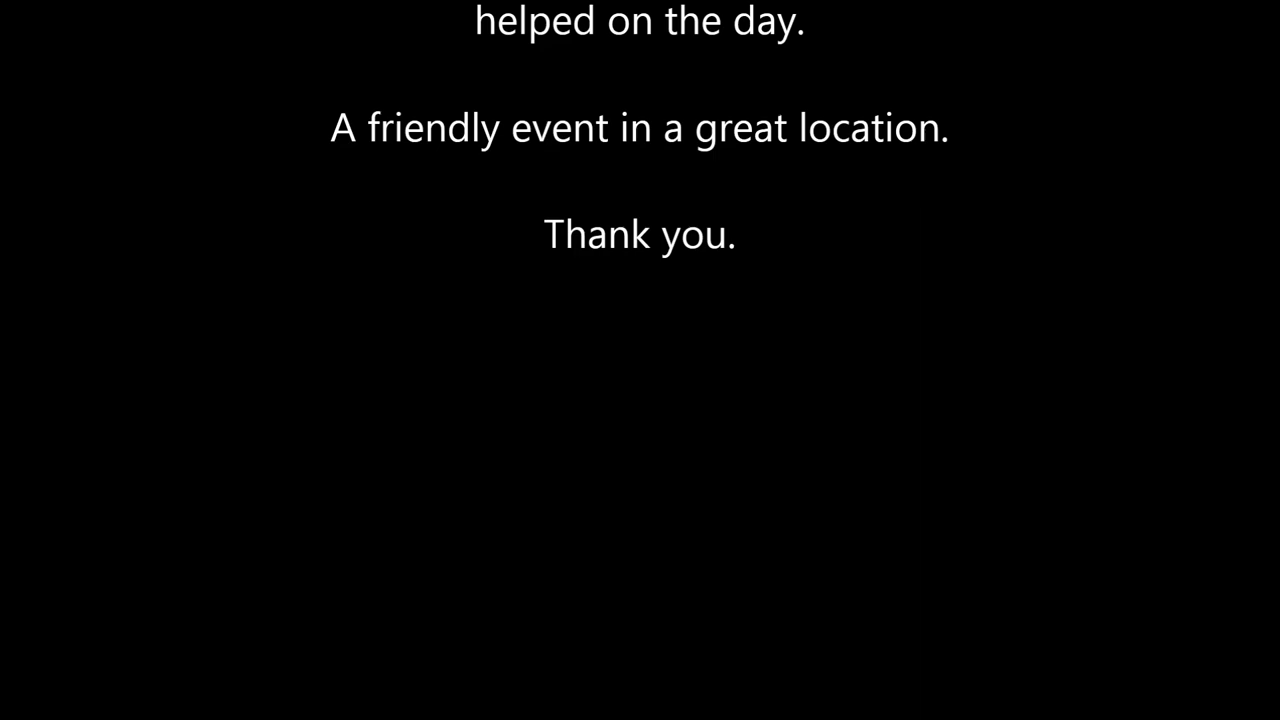 helped on the day.
A friendly event in a great location.
Thank you.